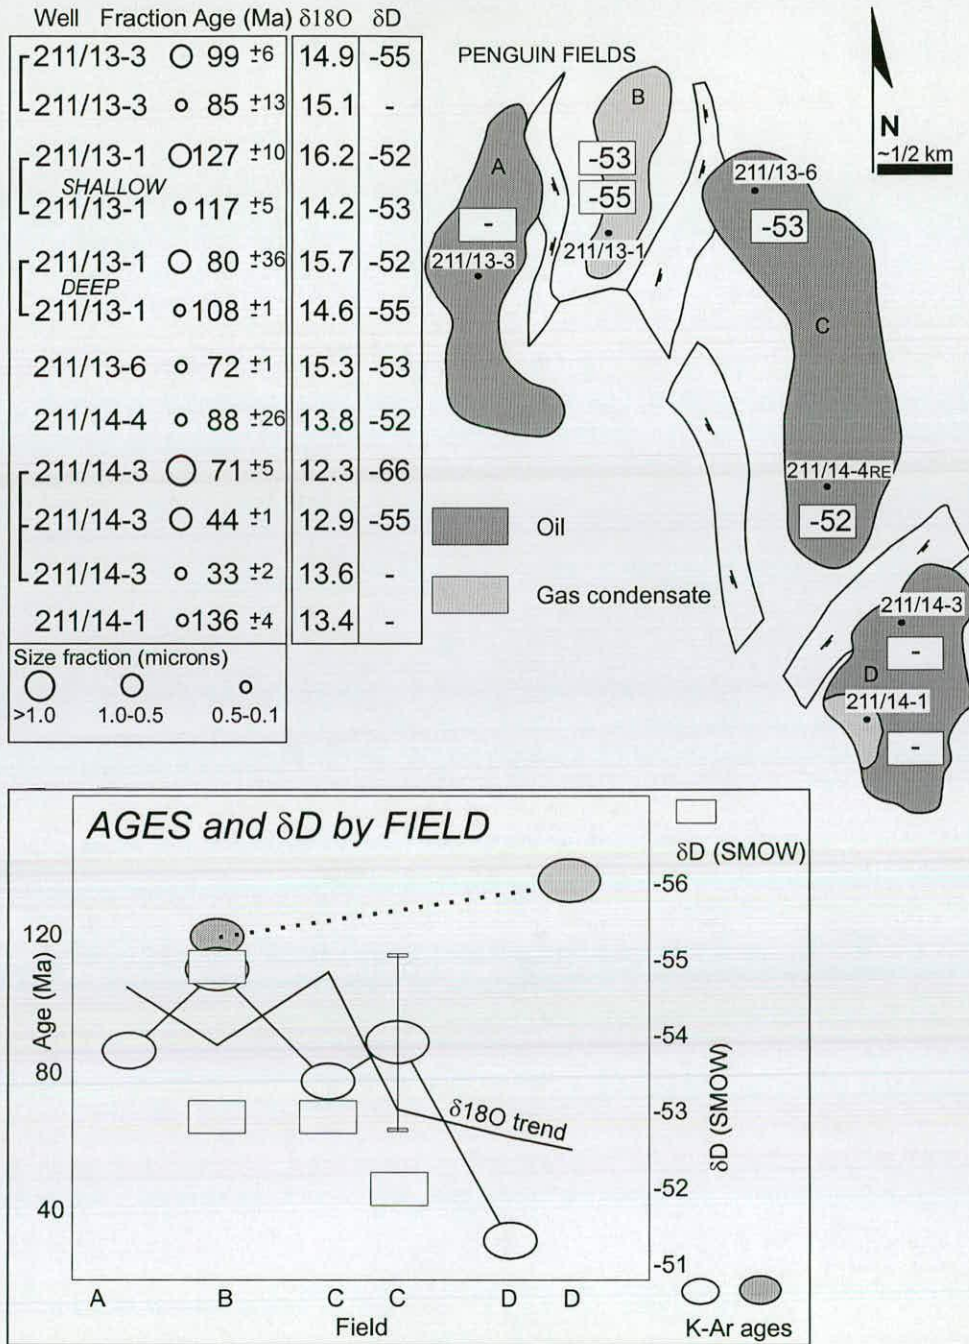 Well Fraction Age (Ma) δ18O δD
211/13-3 99 ±6 14.9 -55
211/13-3 85 ±13 15.1 -
211/13-1 127 ±10 16.2 -52
SHALLOW
211/13-1 117 ±5 14.2 -53
211/13-1 80 ±36 15.7 -52
DEEP
211/13-1 108 ±1 14.6 -55
211/13-6 72 ±1 15.3 -53
211/14-4 88 ±26 13.8 -52
211/14-3 71 ±5 12.3 -66
211/14-3 44 ±1 12.9 -55
211/14-3 33 ±2 13.6 -
211/14-1 136 ±4 13.4 -
Size fraction (microns)
>1.0 1.0-0.5 0.5-0.1
PENGUIN FIELDS
N
~1/2 km
A
-
211/13-3
B
-53
-55
211/13-1
211/13-6
-53
C
211/14-4RE
-52
211/14-3
-
D
211/14-1
-
Oil
Gas condensate
AGES and δD by FIELD
δD (SMOW)
Age (Ma)
120
80
40
-56
-55
-54
-53
-52
-51
δD (SMOW)
δ18O trend
A B C C D D
Field
K-Ar ages